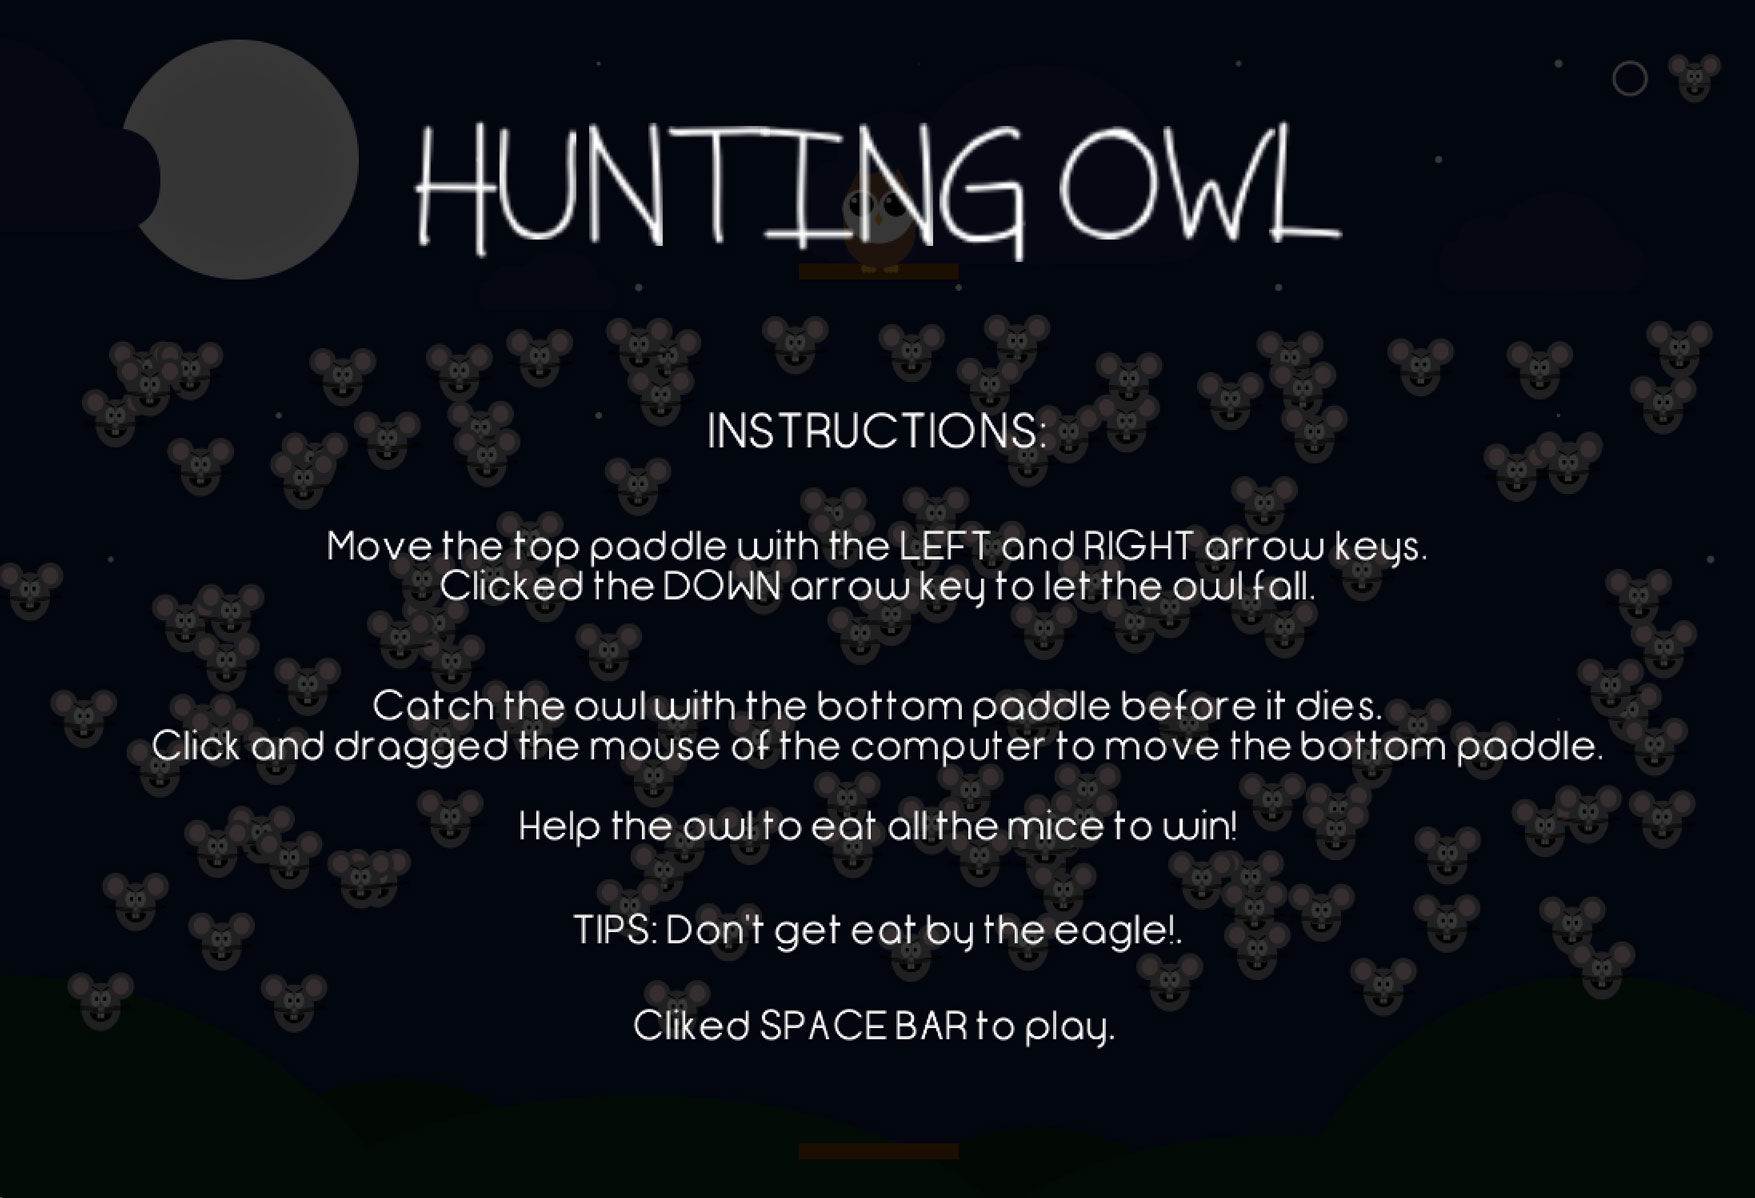 HUNTING OWL
INSTRUCTIONS:
Move the top paddle with the LEFT and RIGHT arrow keys.
Clicked the DOWN arrow key to let the owl fall.
Catch the owl with the bottom paddle before it dies.
Click and dragged the mouse of the computer to move the bottom paddle.
Help the owl to eat all the mice to win!
TIPS: Don't get eat by the eagle!.
Cliked SPACE BAR to play.